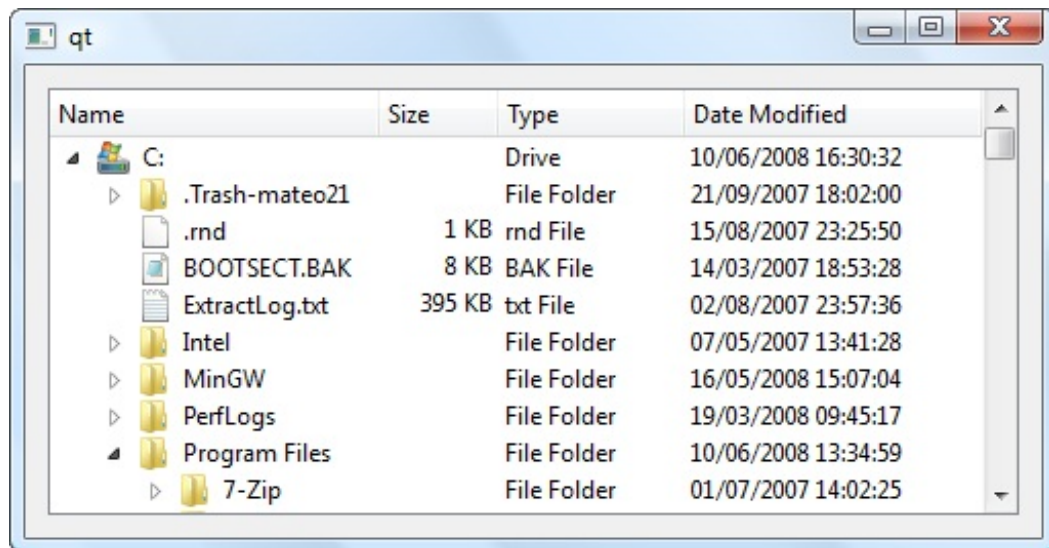 qt
Name Size Type Date Modified
C: Drive 10/06/2008 16:30:32
.Trash-mateo21 File Folder 21/09/2007 18:02:00
.rnd 1 KB rnd File 15/08/2007 23:25:50
BOOTSECT.BAK 8 KB BAK File 14/03/2007 18:53:28
ExtractLog.txt 395 KB txt File 02/08/2007 23:57:36
Intel File Folder 07/05/2007 13:41:28
MinGW File Folder 16/05/2008 15:07:04
PerfLogs File Folder 19/03/2008 09:45:17
Program Files File Folder 10/06/2008 13:34:59
7-Zip File Folder 01/07/2007 14:02:25